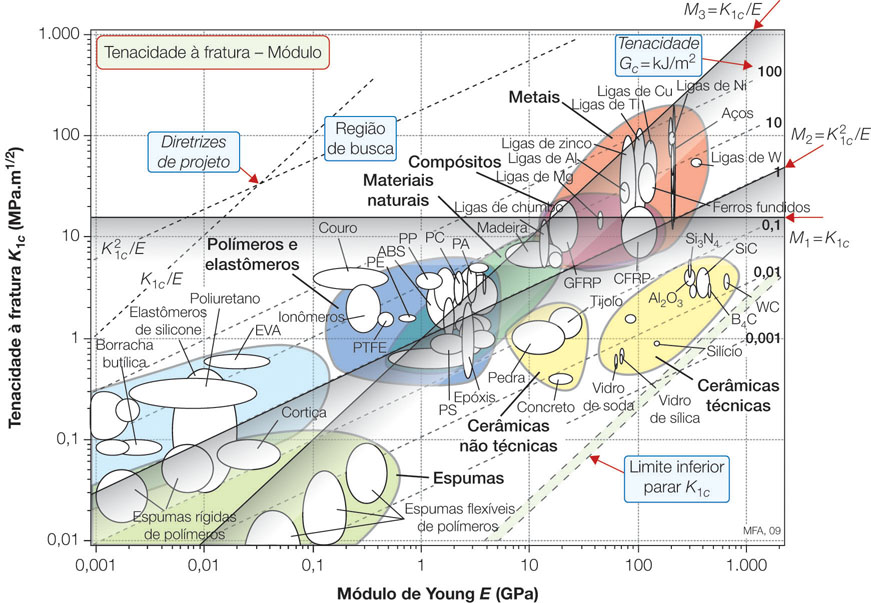 M₃ = K₁c/E
1.000
Tenacidade à fratura – Módulo
Tenacidade
G_c = kJ/m²
100
Ligas de Cu
Ligas de Ni
Ligas de Ti
Metais
Região
de busca
Diretrizes
de projeto
100
Aços
10
M₂ = K²₁c/E
Ligas de zinco
Compósitos
Ligas de Al
Ligas de W
Materiais
naturais
Ligas de Mg
1
Ligas de chumbo
Ferros fundidos
Madeira
0,1
M₁ = K₁c
K²₁c/E
10
Couro
Polímeros e
elastômeros
PP
PC
PA
ABS
PE
Si₃N₄
SiC
K₁c/E
GFRP
CFRP
0,01
Poliuretano
Ionômeros
Tijolo
Al₂O₃
WC
Elastômeros
de silicone
B₄C
EVA
PTFE
Borracha
butílica
1
0,001
Silício
Pedra
Vidro
de soda
Vidro
de sílica
Cerâmicas
técnicas
PS
Epóxis
Concreto
Cortiça
Cerâmicas
não técnicas
0,1
Espumas
Limite inferior
parar K₁c
Espumas rígidas
de polímeros
Espumas flexíveis
de polímeros
MFA, 09
0,01
0,001
0,01
0,1
1
10
100
1.000
Módulo de Young E (GPa)
Tenacidade à fratura K₁c (MPa.m¹/²)